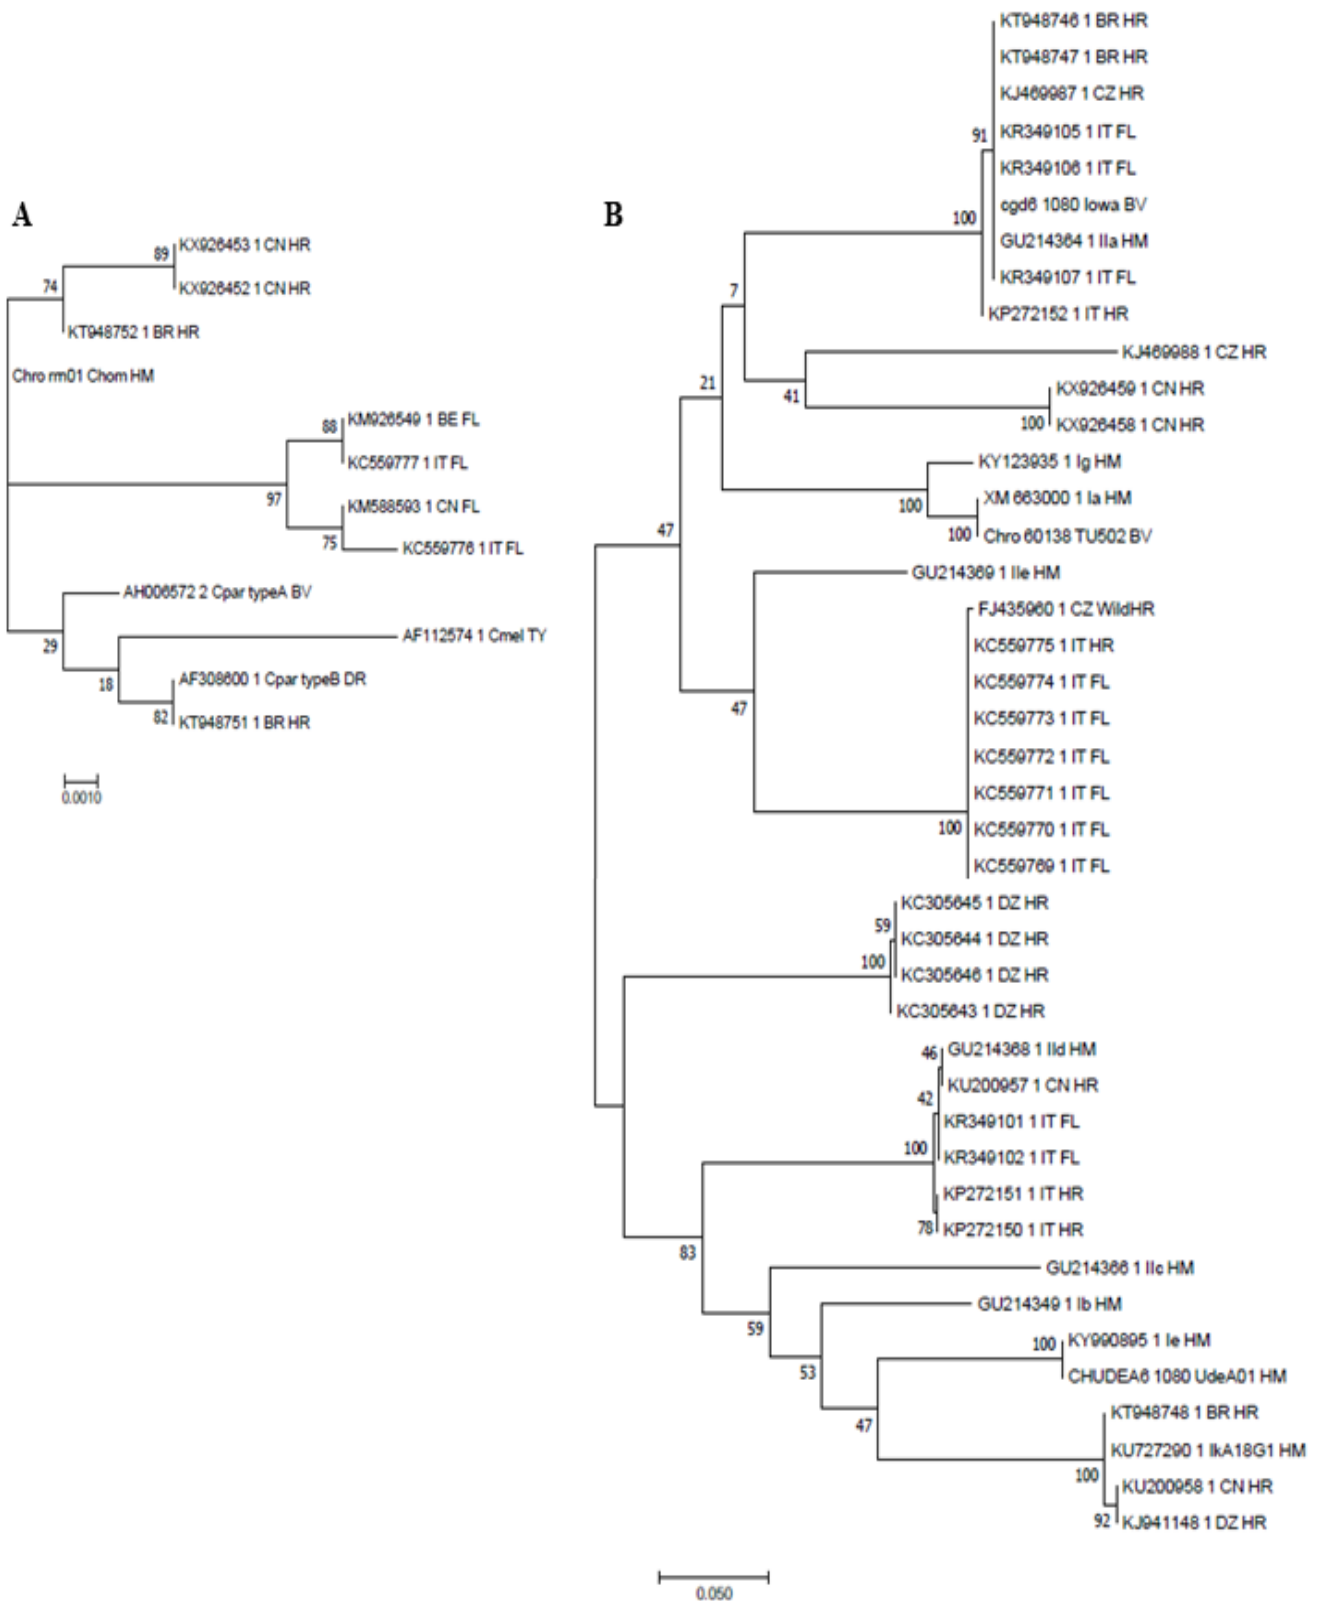 A
89
KX926453 1 CN HR
KX926452 1 CN HR
74
KT948752 1 BR HR
Chro rm01 Chom HM
88
KM926549 1 BE FL
KC559777 1 IT FL
97
KM588593 1 CN FL
75
KC559776 1 IT FL
AH006572 2 Cpar typeA BV
29
AF112574 1 Cmel TY
18
AF308600 1 Cpar typeB DR
82
KT948751 1 BR HR
0.0010
B
KT948746 1 BR HR
KT948747 1 BR HR
KJ469987 1 CZ HR
91
KR349105 1 IT FL
KR349106 1 IT FL
cgd6 1080 Iowa BV
100
GU214364 1 IIa HM
KR349107 1 IT FL
KP272152 1 IT HR
7
KJ469988 1 CZ HR
21
41
KX926459 1 CN HR
100
KX926458 1 CN HR
KY123935 1 Ig HM
100
XM 663000 1 Ia HM
100
Chro 60138 TU502 BV
47
GU214369 1 IIe HM
FJ435960 1 CZ WildHR
KC559775 1 IT HR
KC559774 1 IT FL
47
KC559773 1 IT FL
KC559772 1 IT FL
KC559771 1 IT FL
100
KC559770 1 IT FL
KC559769 1 IT FL
KC305645 1 DZ HR
59
KC305644 1 DZ HR
100
KC305646 1 DZ HR
KC305643 1 DZ HR
46
GU214368 1 IId HM
KU200957 1 CN HR
42
KR349101 1 IT FL
100
KR349102 1 IT FL
KP272151 1 IT HR
78
KP272150 1 IT HR
83
GU214366 1 IIc HM
GU214349 1 Ib HM
59
100
KY990895 1 Ie HM
53
CHUDEA6 1080 UdeA01 HM
KT948748 1 BR HR
47
KU727290 1 IkA18G1 HM
100
KU200958 1 CN HR
92
KJ941148 1 DZ HR
0.050